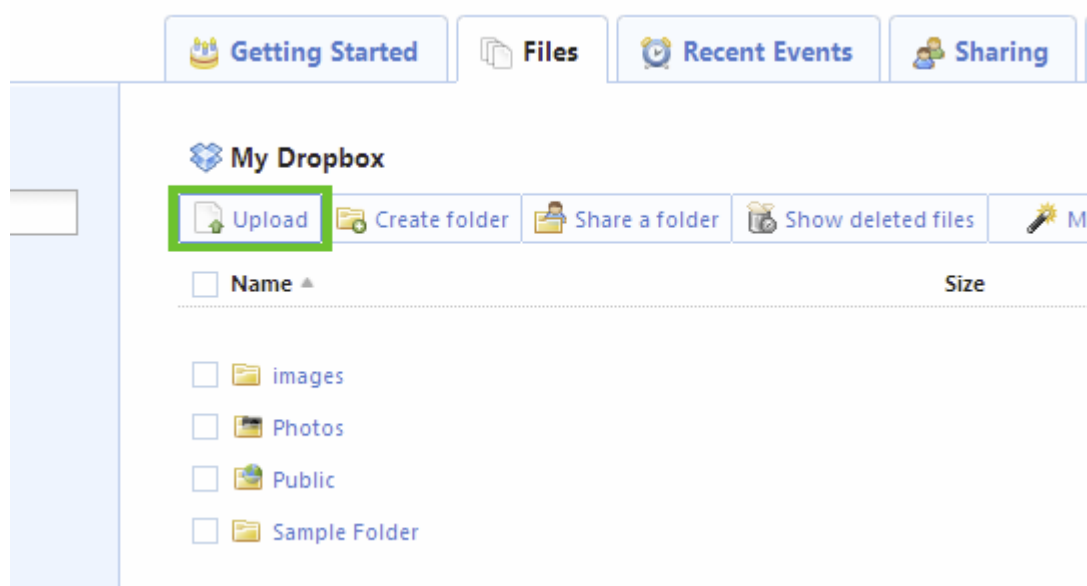 Getting Started Files Recent Events Sharing
My Dropbox
Upload Create folder Share a folder Show deleted files M
Name Size
images
Photos
Public
Sample Folder